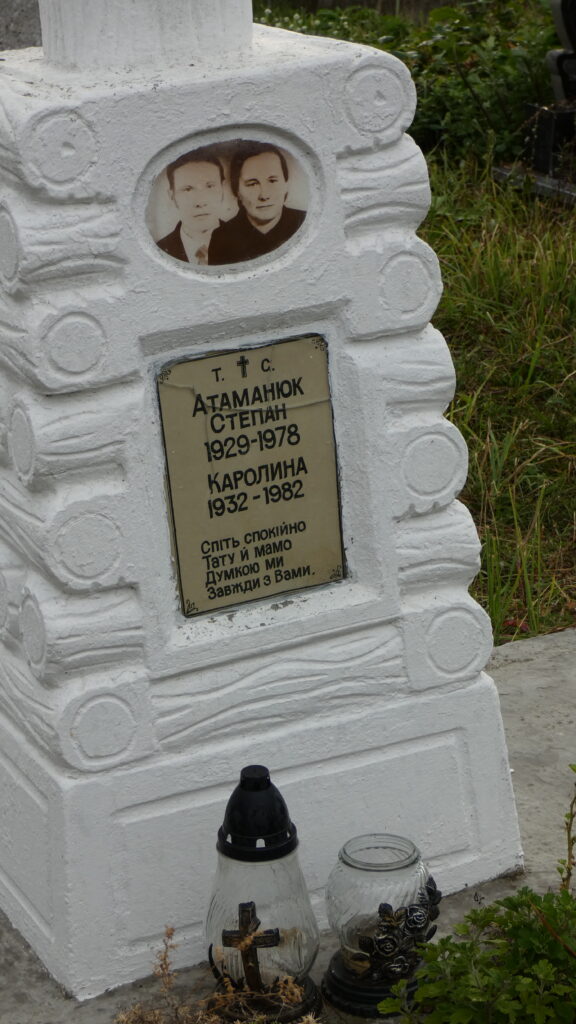 Т. † С.
АТАМАНЮК
СТЕПАН
1929-1978
КАРОЛИНА
1932-1982
СПІТЬ СПОКІЙНО
ТАТУ Й МАМО
ДУМКОЮ МИ
ЗАВЖДИ З ВАМИ.